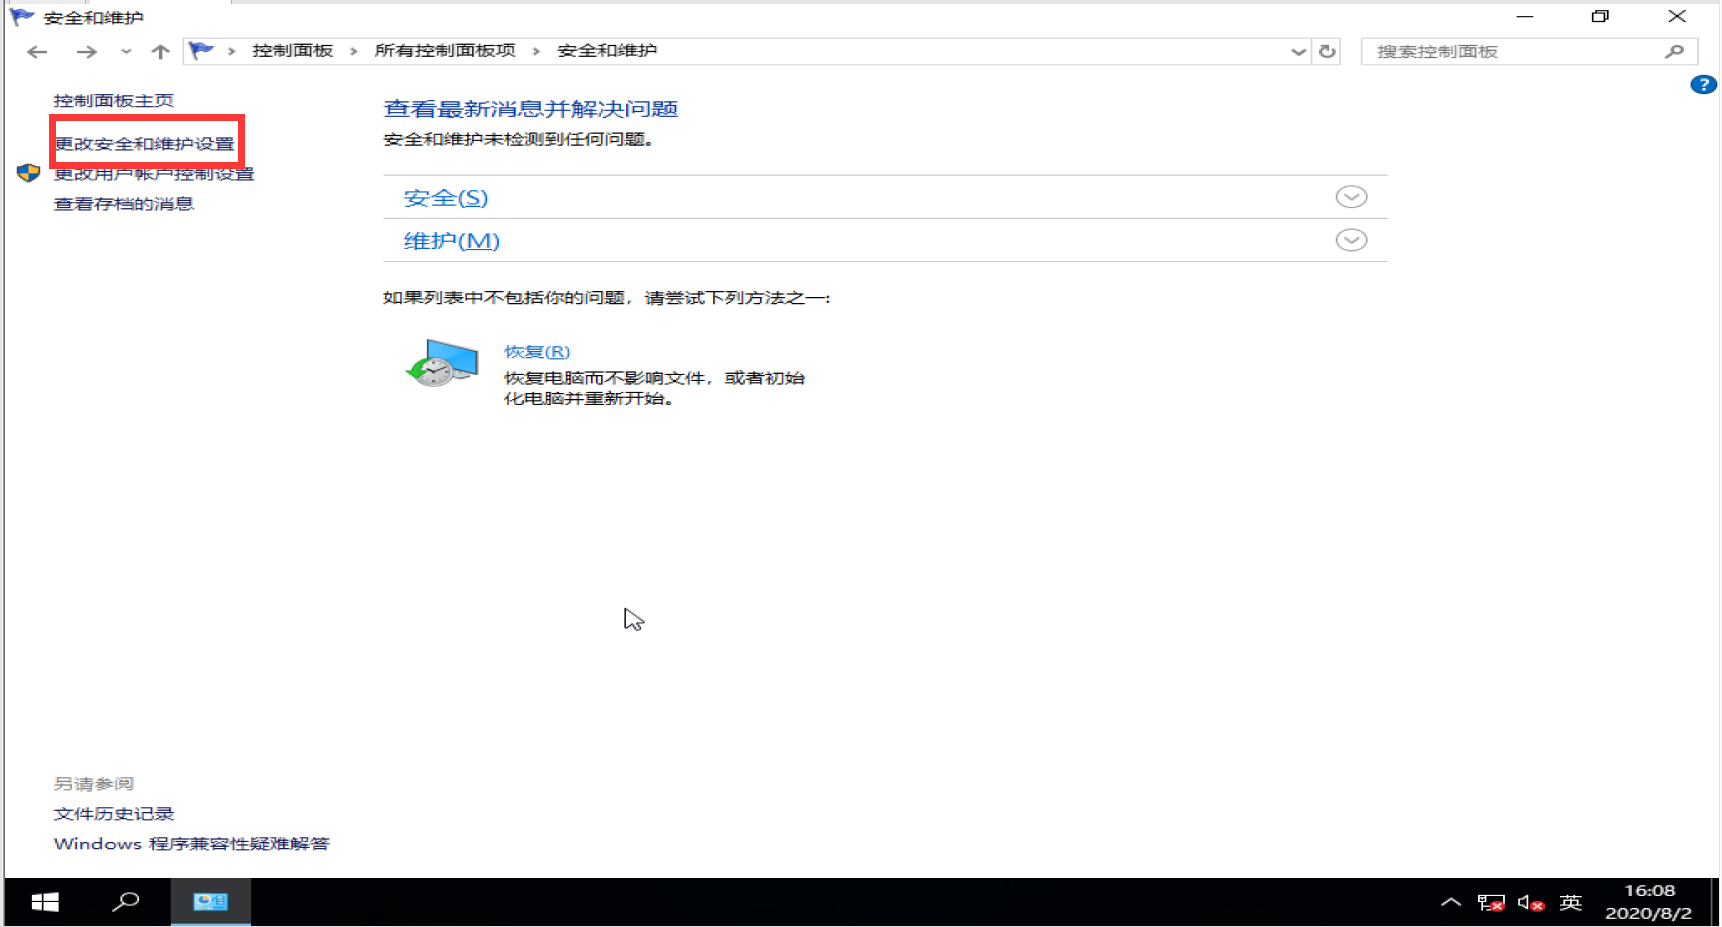 安全和维护
控制面板 › 所有控制面板项 › 安全和维护
搜索控制面板
?
控制面板主页
更改安全和维护设置
更改用户帐户控制设置
查看存档的消息
查看最新消息并解决问题
安全和维护未检测到任何问题。
安全(S)
维护(M)
如果列表中不包括你的问题，请尝试下列方法之一:
恢复(R)
恢复电脑而不影响文件，或者初始
化电脑并重新开始。
另请参阅
文件历史记录
Windows 程序兼容性疑难解答
英
16:08
2020/8/2